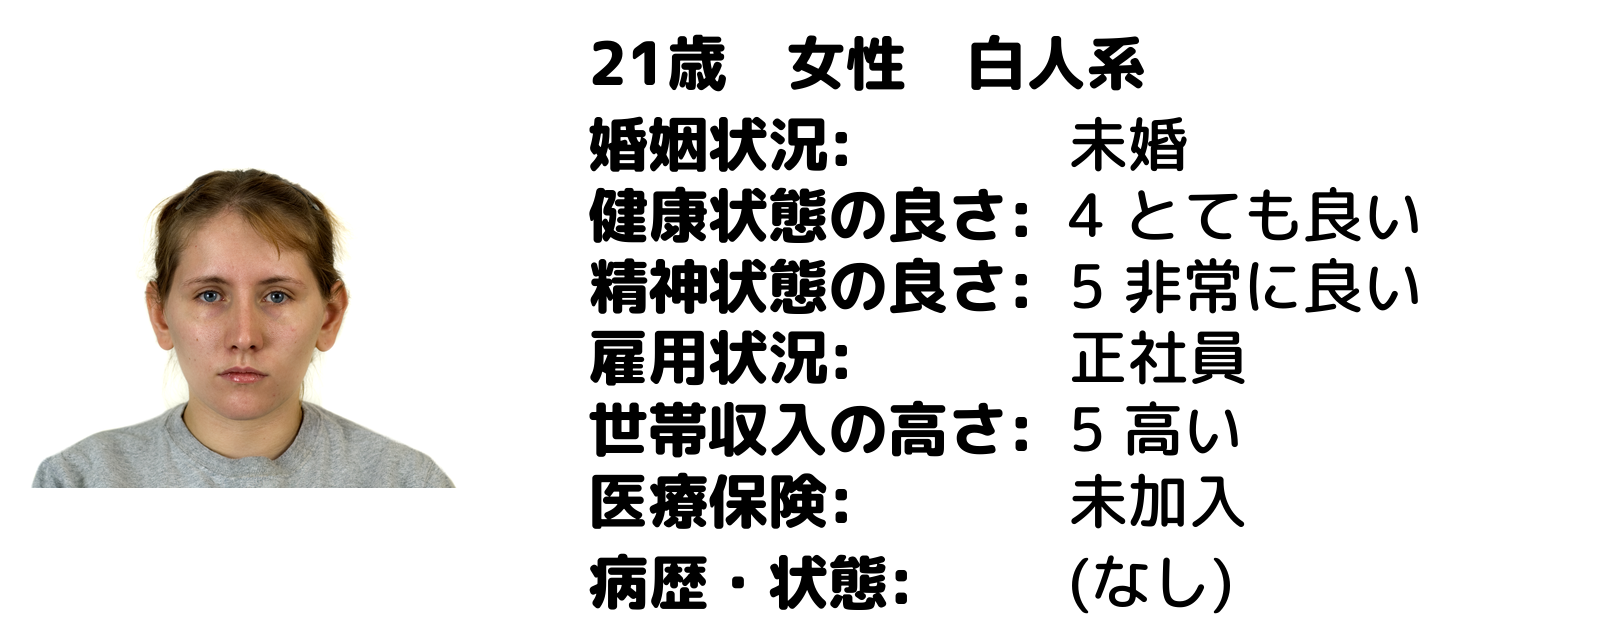 21歳　女性　白人系
婚姻状況: 未婚
健康状態の良さ: 4 とても良い
精神状態の良さ: 5 非常に良い
雇用状況: 正社員
世帯収入の高さ: 5 高い
医療保険: 未加入
病歴・状態: (なし)